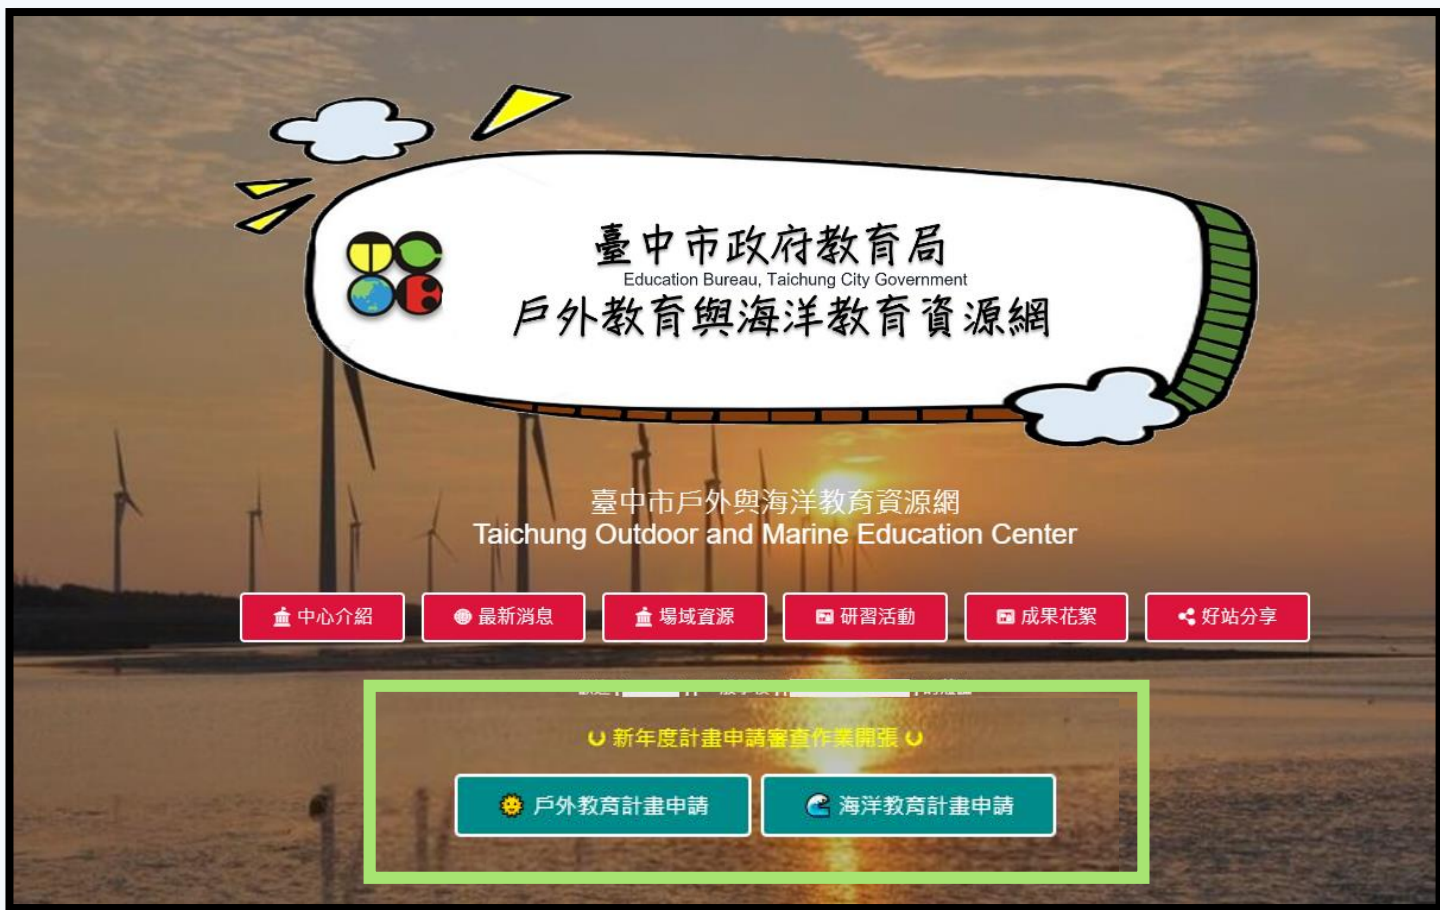 臺中市政府教育局
Education Bureau, Taichung City Government
戶外教育與海洋教育資源網
臺中市戶外與海洋教育資源網
Taichung Outdoor and Marine Education Center
中心介紹 最新消息 場域資源 研習活動 成果花絮 好站分享
新年度計畫申請審查作業開張
戶外教育計畫申請 海洋教育計畫申請